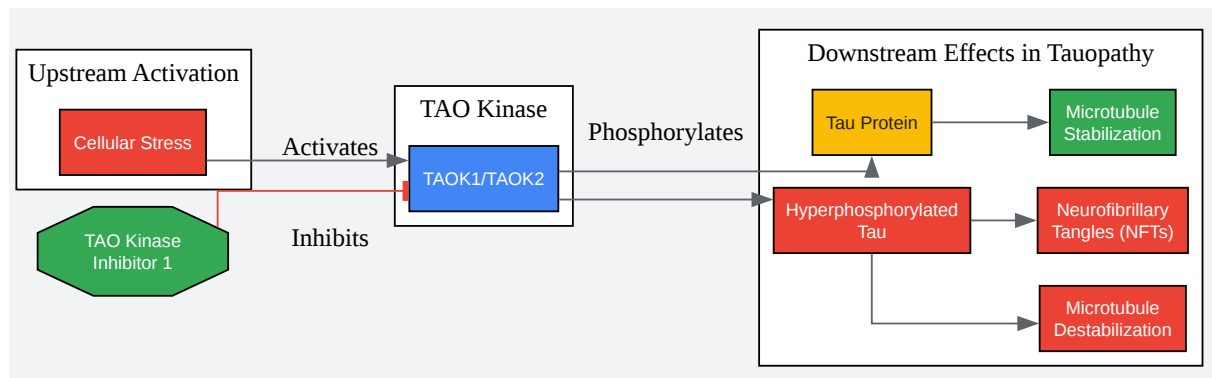 Upstream Activation
Cellular Stress
TAO Kinase
Inhibitor 1
Activates
Inhibits
TAO Kinase
TAOK1/TAOK2
Phosphorylates
Downstream Effects in Tauopathy
Tau Protein
Microtubule
Stabilization
Hyperphosphorylated
Tau
Neurofibrillary
Tangles (NFTs)
Microtubule
Destabilization